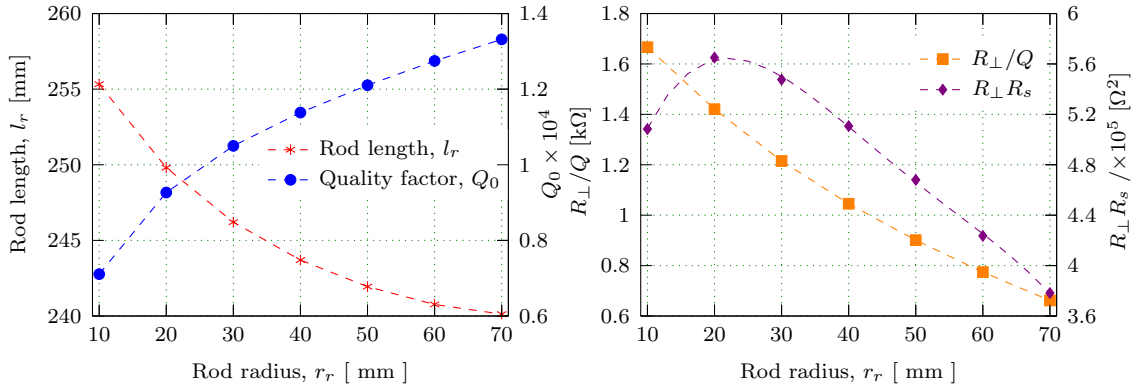 260
255
250
245
240
Rod length, l_r [mm]
1.4
1.2
1
0.8
0.6
Q_0 × 10^4
Rod length, l_r
Quality factor, Q_0
10 20 30 40 50 60 70
Rod radius, r_r [ mm ]
1.8
1.6
1.4
1.2
1
0.8
0.6
R_⊥/Q [kΩ]
6
5.6
5.2
4.8
4.4
4
3.6
R_⊥R_s /×10^5 [Ω^2]
R_⊥/Q
R_⊥R_s
10 20 30 40 50 60 70
Rod radius, r_r [ mm ]